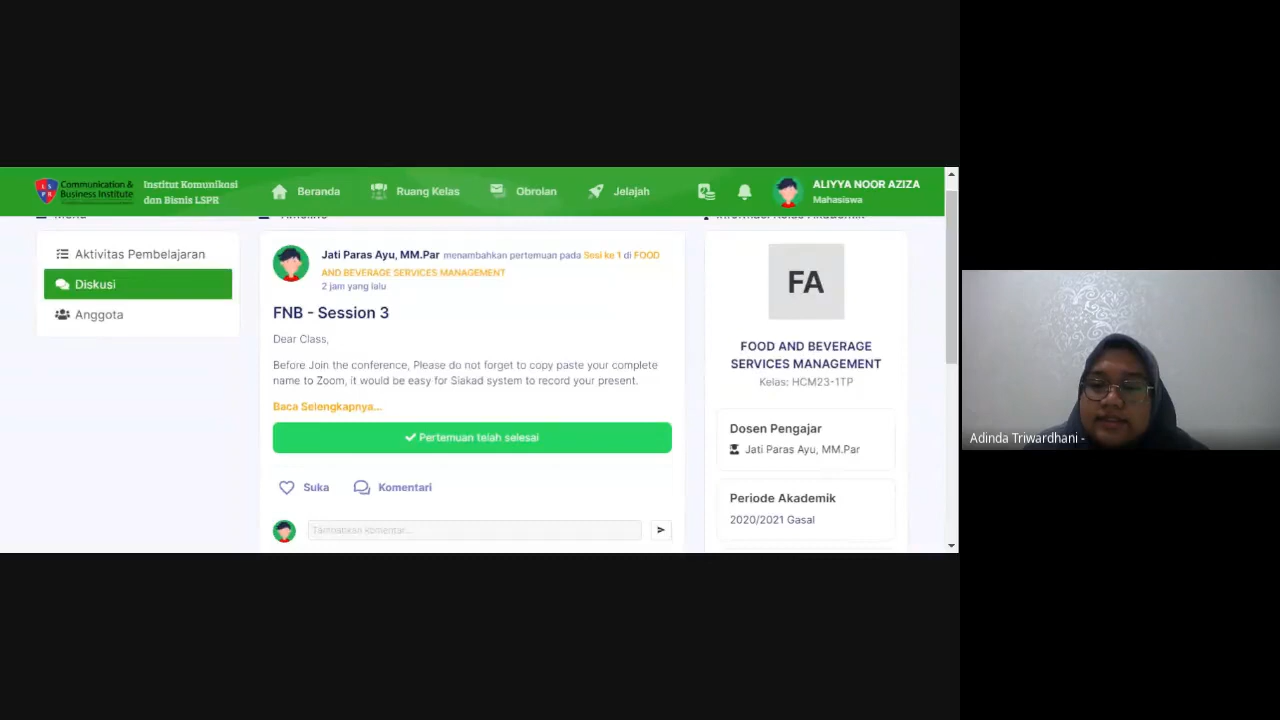 Communication &
Business Institute
Institut Komunikasi
dan Bisnis LSPR
Beranda
Ruang Kelas
Obrolan
Jelajah
ALIYYA NOOR AZIZA
Mahasiswa
Aktivitas Pembelajaran
Diskusi
Anggota
Jati Paras Ayu, MM.Par menambahkan pertemuan pada Sesi ke 1 di FOOD
AND BEVERAGE SERVICES MANAGEMENT
2 jam yang lalu
FNB - Session 3
Dear Class,
Before Join the conference, Please do not forget to copy paste your complete
name to Zoom, it would be easy for Siakad system to record your present.
Baca Selengkapnya...
Pertemuan telah selesai
Suka
Komentari
FA
FOOD AND BEVERAGE
SERVICES MANAGEMENT
Kelas: HCM23-1TP
Dosen Pengajar
Jati Paras Ayu, MM.Par
Periode Akademik
2020/2021 Gasal
Adinda Triwardhani -